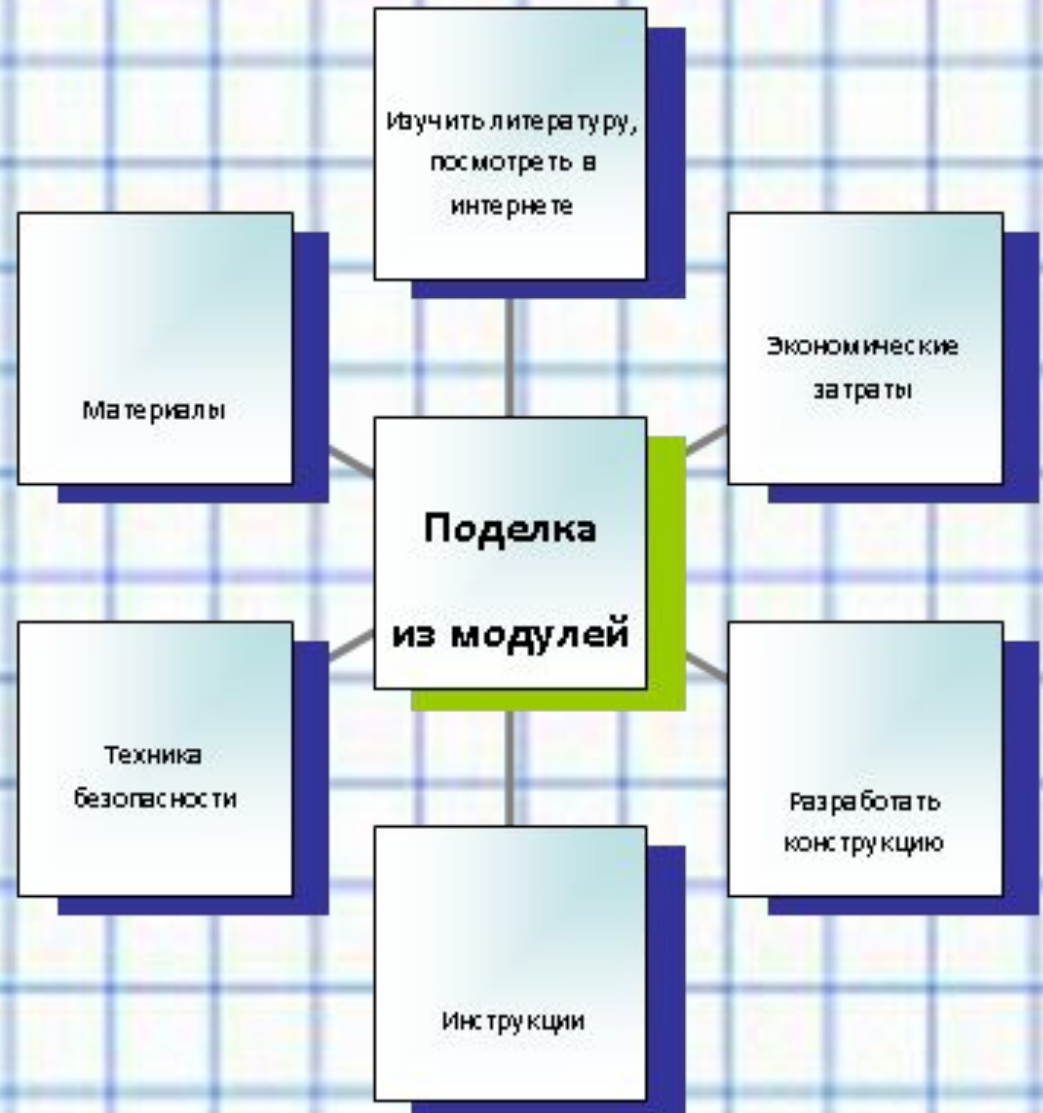 Изучить литературу,
посмотреть в
интернете
Материалы
Экономические
затраты
Поделка
из модулей
Техника
безопасности
Разработать
конструкцию
Инструкции